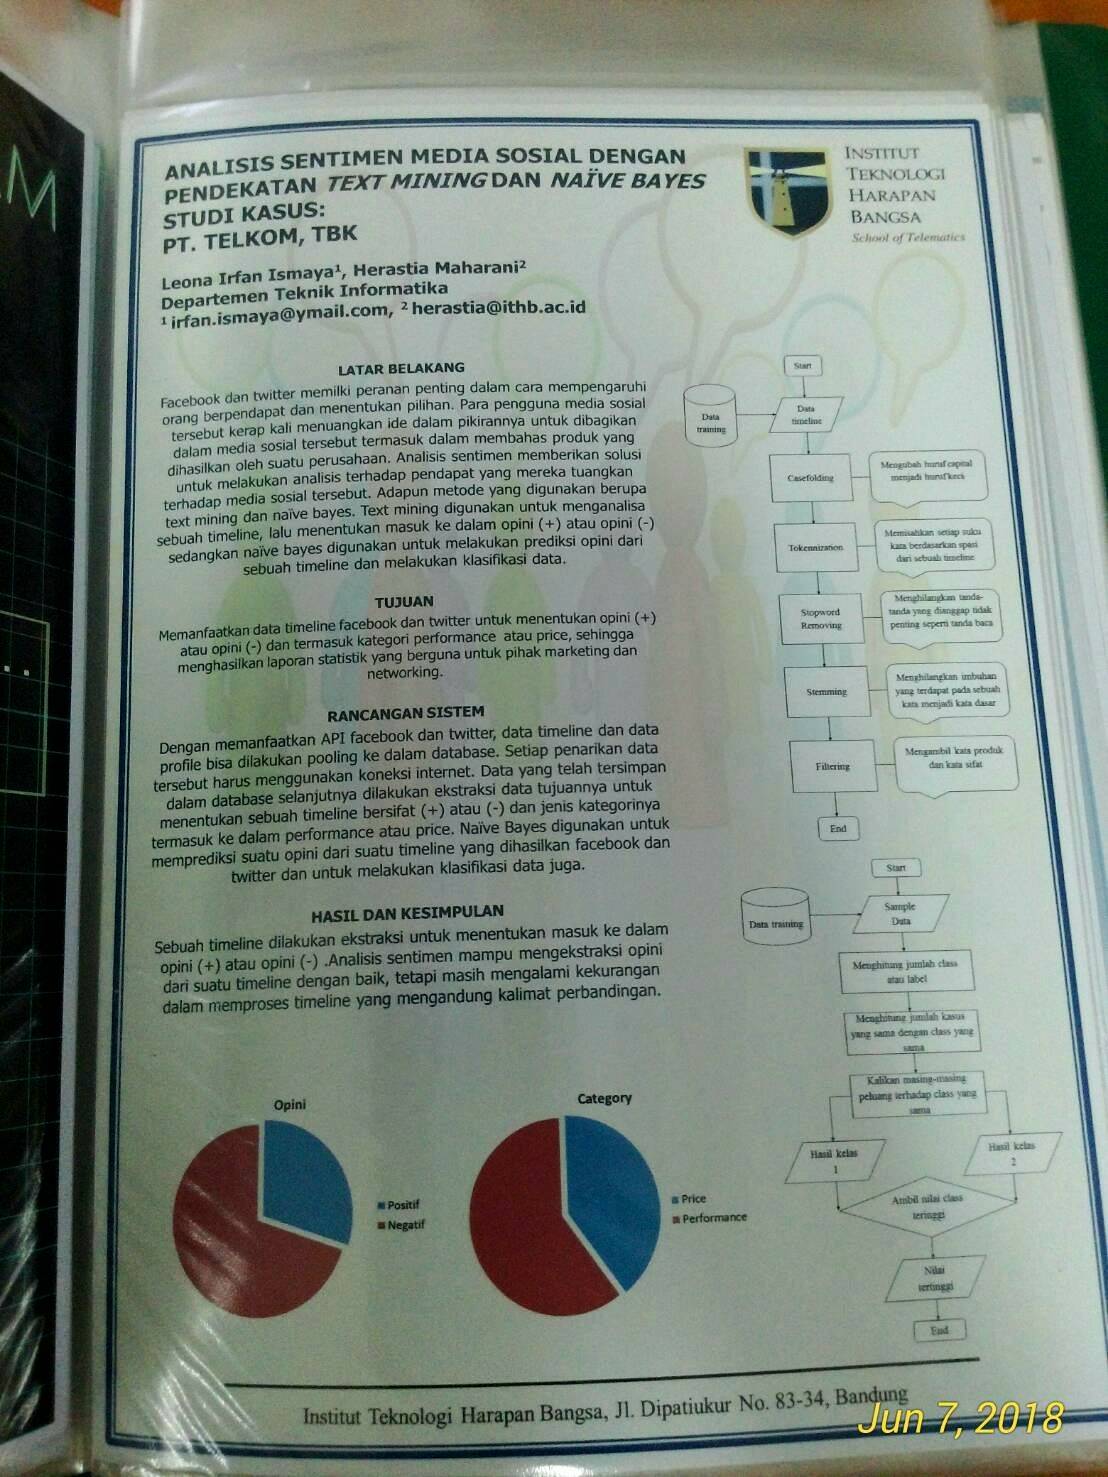 ANALISIS SENTIMEN MEDIA SOSIAL DENGAN
PENDEKATAN TEXT MINING DAN NAÏVE BAYES
STUDI KASUS:
PT. TELKOM, TBK
INSTITUT
TEKNOLOGI
HARAPAN
BANGSA
School of Telematics
Leona Irfan Ismaya¹, Herastia Maharani²
Departemen Teknik Informatika
¹ irfan.ismaya@ymail.com, ² herastia@ithb.ac.id
LATAR BELAKANG
Facebook dan twitter memilki peranan penting dalam cara mempengaruhi
orang berpendapat dan menentukan pilihan. Para pengguna media sosial
tersebut kerap kali menuangkan ide dalam pikirannya untuk dibagikan
dalam media sosial tersebut termasuk dalam membahas produk yang
dihasilkan oleh suatu perusahaan. Analisis sentimen memberikan solusi
untuk melakukan analisis terhadap pendapat yang mereka tuangkan
terhadap media sosial tersebut. Adapun metode yang digunakan berupa
text mining dan naïve bayes. Text mining digunakan untuk menganalisa
sebuah timeline, lalu menentukan masuk ke dalam opini (+) atau opini (-)
sedangkan naïve bayes digunakan untuk melakukan prediksi opini dari
sebuah timeline dan melakukan klasifikasi data.
TUJUAN
Memanfaatkan data timeline facebook dan twitter untuk menentukan opini (+)
atau opini (-) dan termasuk kategori performance atau price, sehingga
menghasilkan laporan statistik yang berguna untuk pihak marketing dan
networking.
RANCANGAN SISTEM
Dengan memanfaatkan API facebook dan twitter, data timeline dan data
profile bisa dilakukan pooling ke dalam database. Setiap penarikan data
tersebut harus menggunakan koneksi internet. Data yang telah tersimpan
dalam database selanjutnya dilakukan ekstraksi data tujuannya untuk
menentukan sebuah timeline bersifat (+) atau (-) dan jenis kategorinya
termasuk ke dalam performance atau price. Naïve Bayes digunakan untuk
memprediksi suatu opini dari suatu timeline yang dihasilkan facebook dan
twitter dan untuk melakukan klasifikasi data juga.
HASIL DAN KESIMPULAN
Sebuah timeline dilakukan ekstraksi untuk menentukan masuk ke dalam
opini (+) atau opini (-) .Analisis sentimen mampu mengekstraksi opini
dari suatu timeline dengan baik, tetapi masih mengalami kekurangan
dalam memproses timeline yang mengandung kalimat perbandingan.
Opini
Positif
Negatif
Category
Price
Performance
Start
Data
training
Data
timeline
Casefolding
Mengubah huruf capital
menjadi huruf kecil
Tokennization
Memisahkan setiap suku
kata berdasarkan spasi
dari sebuah timeline
Stopword
Removing
Menghilangkan tanda-
tanda yang dianggap tidak
penting seperti tanda baca
Stemming
Menghilangkan imbuhan
yang terdapat pada sebuah
kata menjadi kata dasar
Filtering
Mengambil kata produk
dan kata sifat
End
Start
Data training
Sample
Data
Menghitung jumlah class
atau label
Menghitung jumlah kasus
yang sama dengan class yang
sama
Kalikan masing-masing
peluang terhadap class yang
sama
Hasil kelas
1
Hasil kelas
2
Ambil nilai class
teringgi
Nilai
tertinggi
End
Institut Teknologi Harapan Bangsa, Jl. Dipatiukur No. 83-34, Bandung
Jun 7, 2018